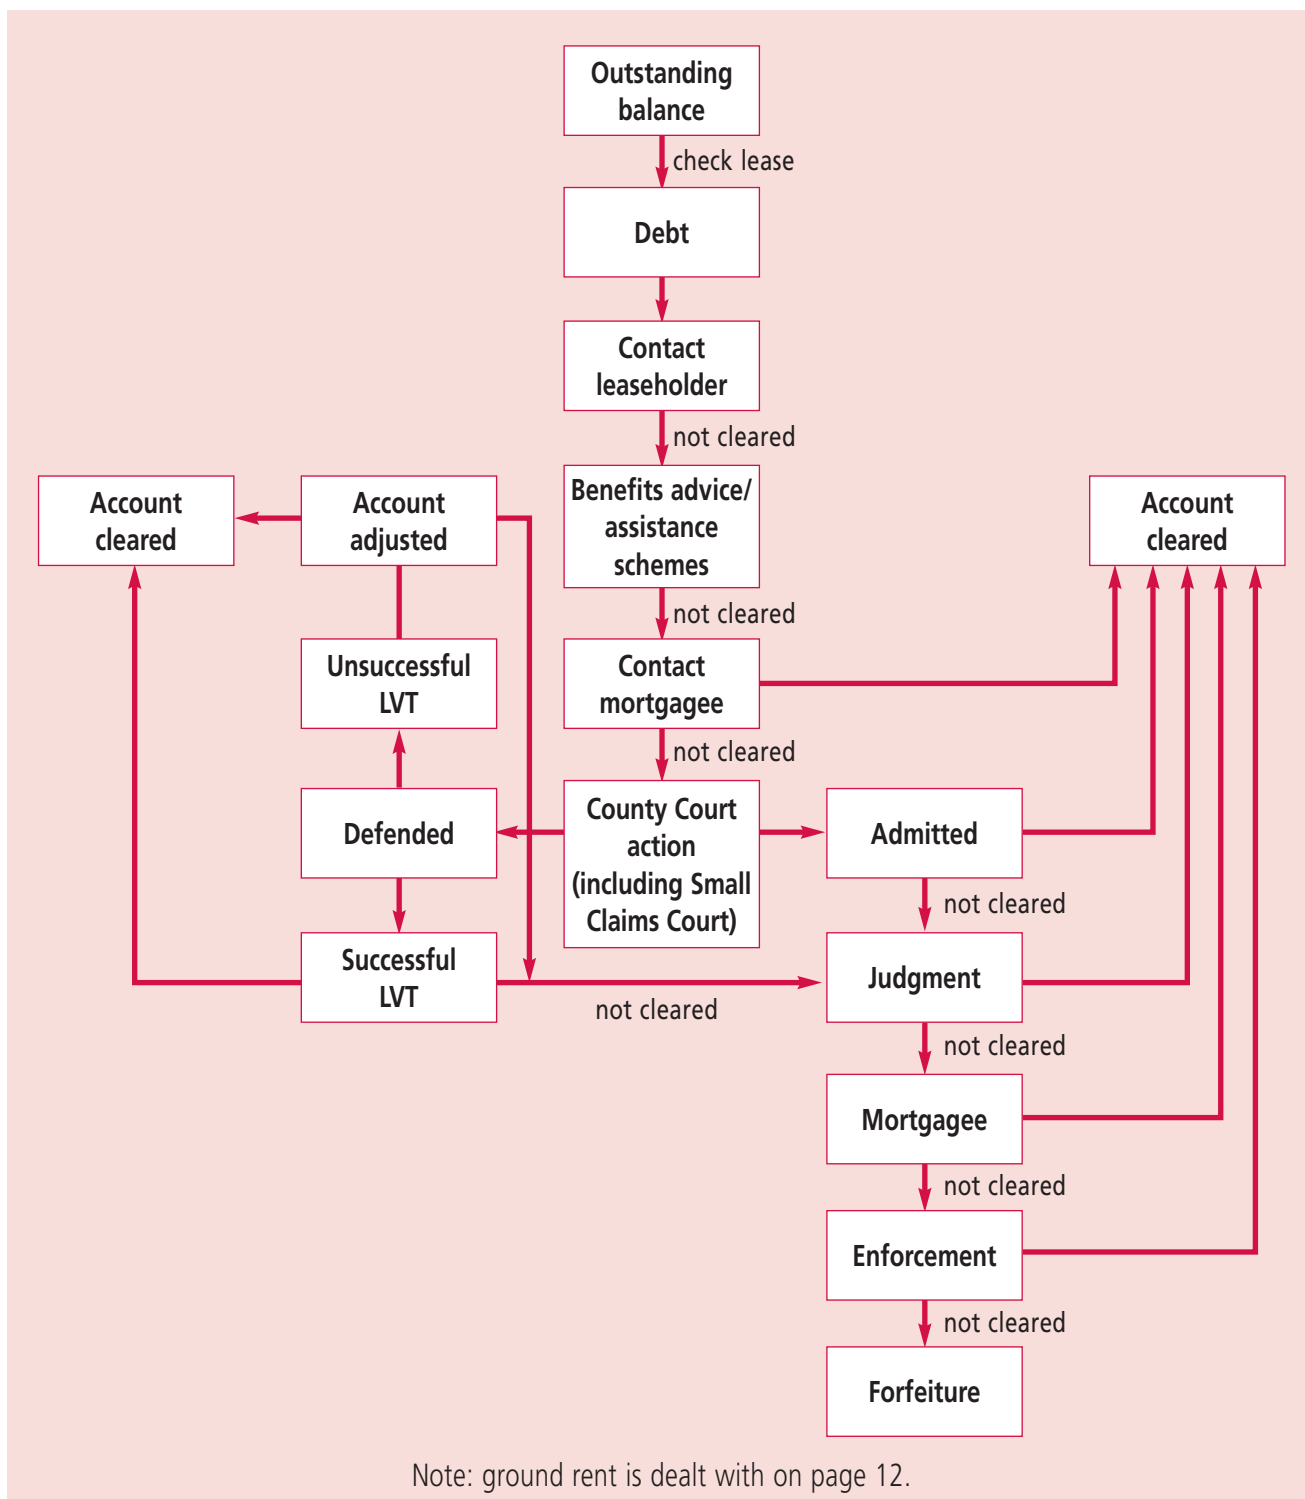 Outstanding
balance
check lease
Debt
Contact
leaseholder
not cleared
Benefits advice/
assistance
schemes
Account
cleared
Account
adjusted
Account
cleared
not cleared
Unsuccessful
LVT
Contact
mortgagee
not cleared
Defended
County Court
action
(including Small
Claims Court)
Admitted
not cleared
Successful
LVT
not cleared
Judgment
not cleared
Mortgagee
not cleared
Enforcement
not cleared
Forfeiture
Note: ground rent is dealt with on page 12.